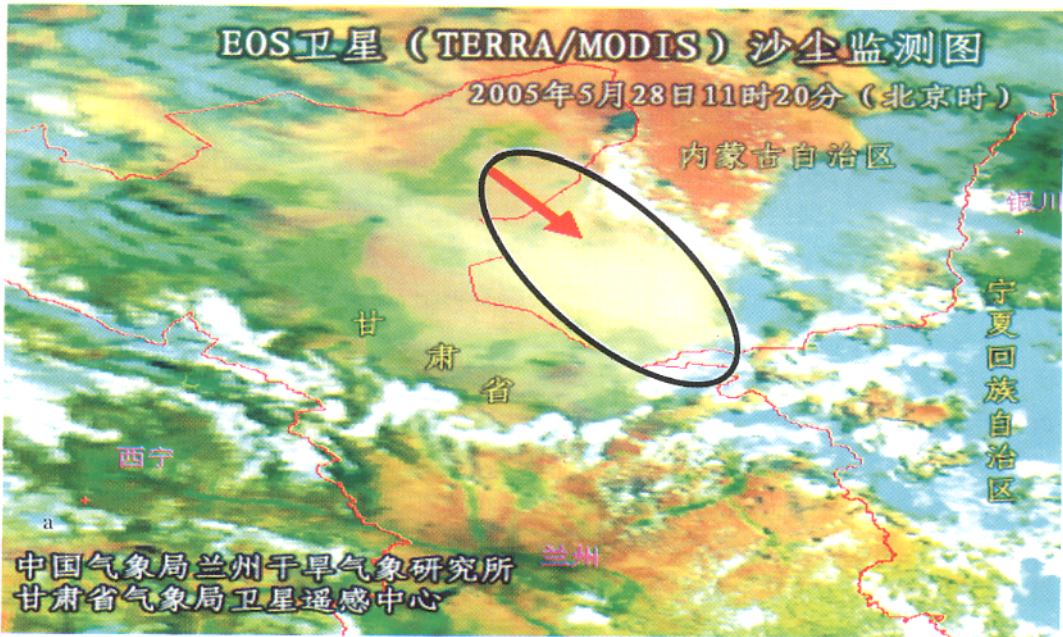 EOS卫星（TERRA/MODIS）沙尘监测图
2005年5月28日11时20分（北京时）
内蒙古自治区
银川
宁夏回族自治区
甘肃省
西宁
a
兰州
中国气象局兰州干旱气象研究所
甘肃省气象局卫星遥感中心